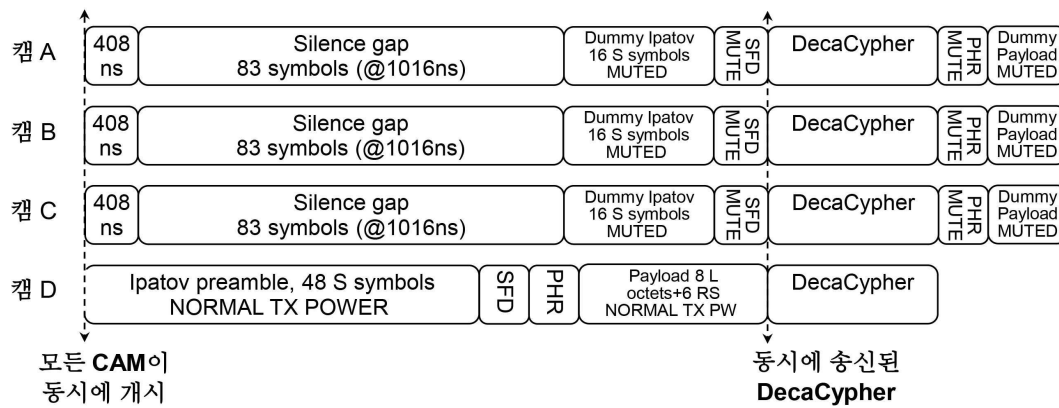 캠 A
408
ns
Silence gap
83 symbols (@1016ns)
Dummy Ipatov
16 S symbols
MUTED
SFD
MUTE
DecaCypher
PHR
MUTE
Dummy
Payload
MUTED
캠 B
408
ns
Silence gap
83 symbols (@1016ns)
Dummy Ipatov
16 S symbols
MUTED
SFD
MUTE
DecaCypher
PHR
MUTE
Dummy
Payload
MUTED
캠 C
408
ns
Silence gap
83 symbols (@1016ns)
Dummy Ipatov
16 S symbols
MUTED
SFD
MUTE
DecaCypher
PHR
MUTE
Dummy
Payload
MUTED
캠 D
Ipatov preamble, 48 S symbols
NORMAL TX POWER
SFD
PHR
Payload 8 L
octets+6 RS
NORMAL TX PW
DecaCypher
모든 CAM이
동시에 개시
동시에 송신된
DecaCypher